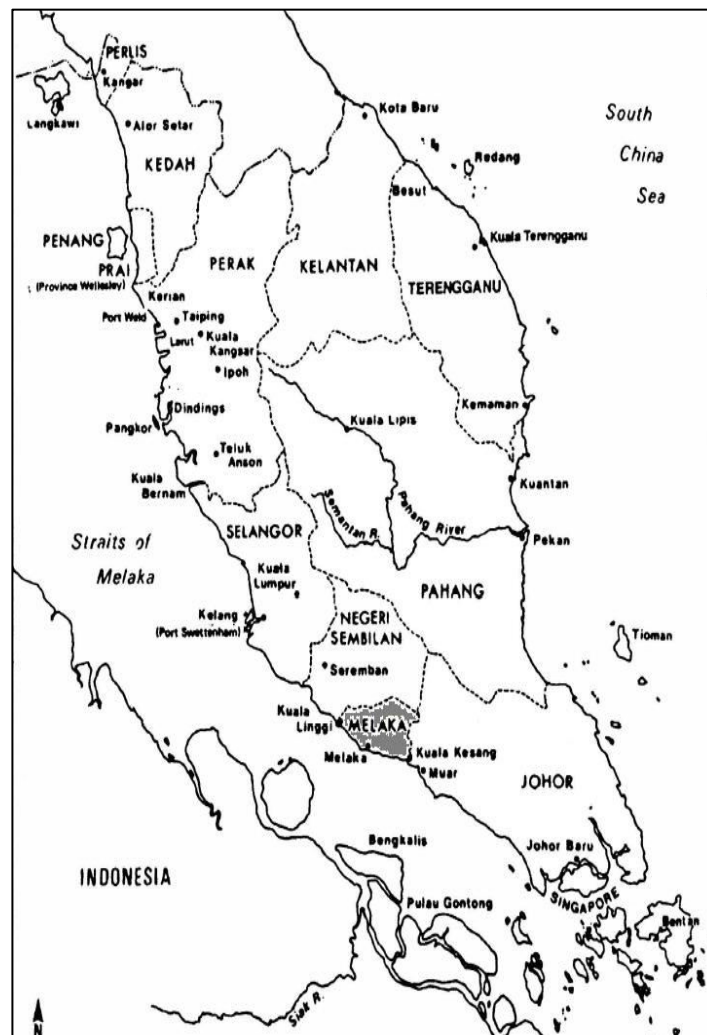 PERLIS
Kangar
Langkawi
Alor Setar
KEDAH
Kota Baru
South
China
Sea
Redang
Besut
PENANG
PRAI
(Province Wellesley)
PERAK
KELANTAN
Kuala Terengganu
TERENGGANU
Kerian
Port Weld
Taiping
Larut
Kuala
Kangsar
Ipoh
Dindings
Pangkor
Kuala Lipis
Kemaman
Teluk
Anson
Kuala
Bernam
Kuantan
Semantan R.
Pahang River
Pekan
Straits of
Melaka
SELANGOR
Kuala
Lumpur
PAHANG
Kelang
(Port Swettenham)
NEGERI
SEMBILAN
Seremban
Tioman
Kuala
Linggi
MELAKA
Melaka
Kuala Kesang
Muar
JOHOR
Johor Baru
SINGAPORE
Bentan
Bengkalis
INDONESIA
Pulau Gontong
Siak R.
N